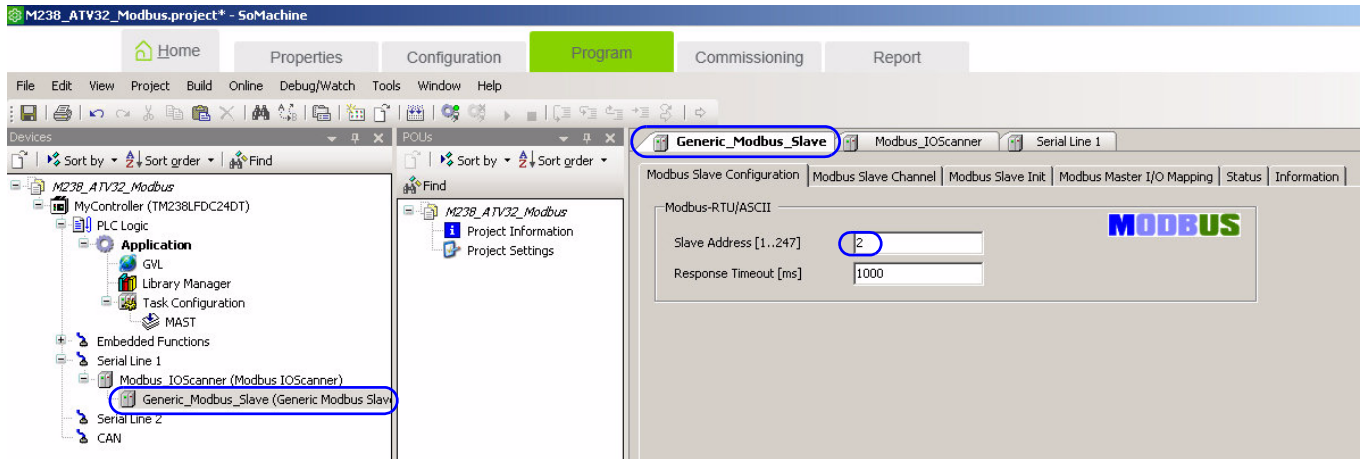 M238_ATV32_Modbus.project* - SoMachine
Home Properties Configuration Program Commissioning Report
File Edit View Project Build Online Debug/Watch Tools Window Help
Devices
Sort by Sort order Find
M238_ATV32_Modbus
MyController (TM238LFDC24DT)
PLC Logic
Application
GVL
Library Manager
Task Configuration
MAST
Embedded Functions
Serial Line 1
Modbus_IOScanner (Modbus IOScanner)
Generic_Modbus_Slave (Generic Modbus Slav
Serial Line 2
CAN
POUs
Sort by Sort order
Find
M238_ATV32_Modbus
Project Information
Project Settings
Generic_Modbus_Slave Modbus_IOScanner Serial Line 1
Modbus Slave Configuration Modbus Slave Channel Modbus Slave Init Modbus Master I/O Mapping Status Information
Modbus-RTU/ASCII
MODBUS
Slave Address [1..247] 2
Response Timeout [ms] 1000